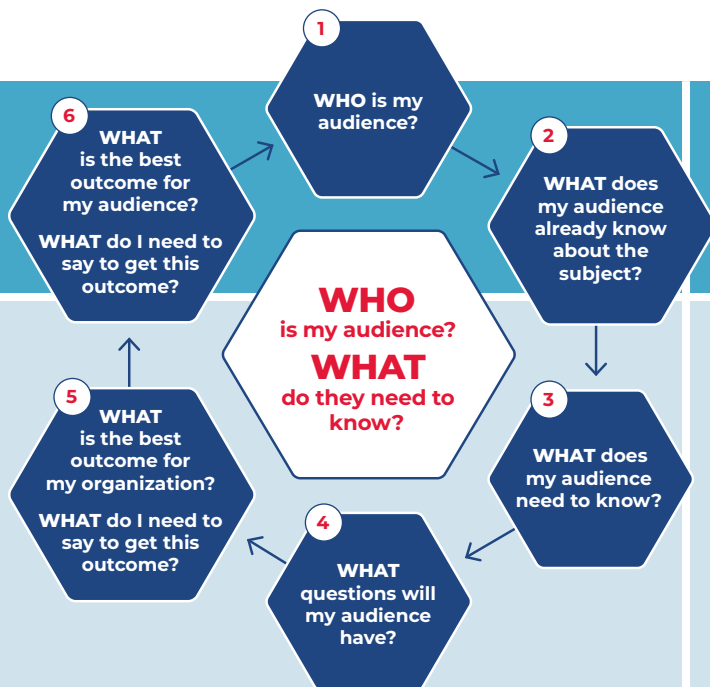 1
WHO is my
audience?
2
WHAT does
my audience
already know
about the
subject?
3
WHAT does
my audience
need to know?
4
WHAT
questions will
my audience
have?
5
WHAT
is the best
outcome for
my organization?
WHAT do I need to
say to get this
outcome?
6
WHAT
is the best
outcome for
my audience?
WHAT do I need to
say to get this
outcome?
WHO
is my audience?
WHAT
do they need to
know?